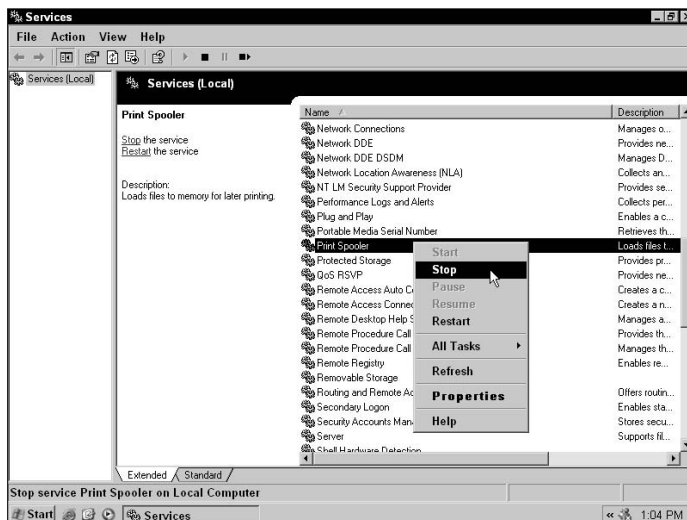 Services
File Action View Help
Services (Local)
Services (Local)
Print Spooler
Stop the service
Restart the service
Description:
Loads files to memory for later printing.
Name Description
Network Connections Manages o...
Network DDE Provides ne...
Network DDE DSDM Manages D...
Network Location Awareness (NLA) Collects an...
NT LM Security Support Provider Provides se...
Performance Logs and Alerts Collects per...
Plug and Play Enables a c...
Portable Media Serial Number Retrieves th...
Print Spooler Loads files t...
Protected Storage Provides pr...
QoS RSVP Provides ne...
Remote Access Auto Creates a c...
Remote Access Creates a n...
Remote Desktop Help S Manages a...
Remote Procedure Call Provides th...
Remote Procedure Call Manages th...
Remote Registry Enables re...
Removable Storage
Routing and Remote Ac Offers routin...
Secondary Logon Enables sta...
Security Accounts Man Stores secu...
Server Supports fil...
Shell Hardware Detection
Start
Stop
Pause
Resume
Restart
All Tasks
Refresh
Properties
Help
Extended Standard
Stop service Print Spooler on Local Computer
Start Services 1:04 PM